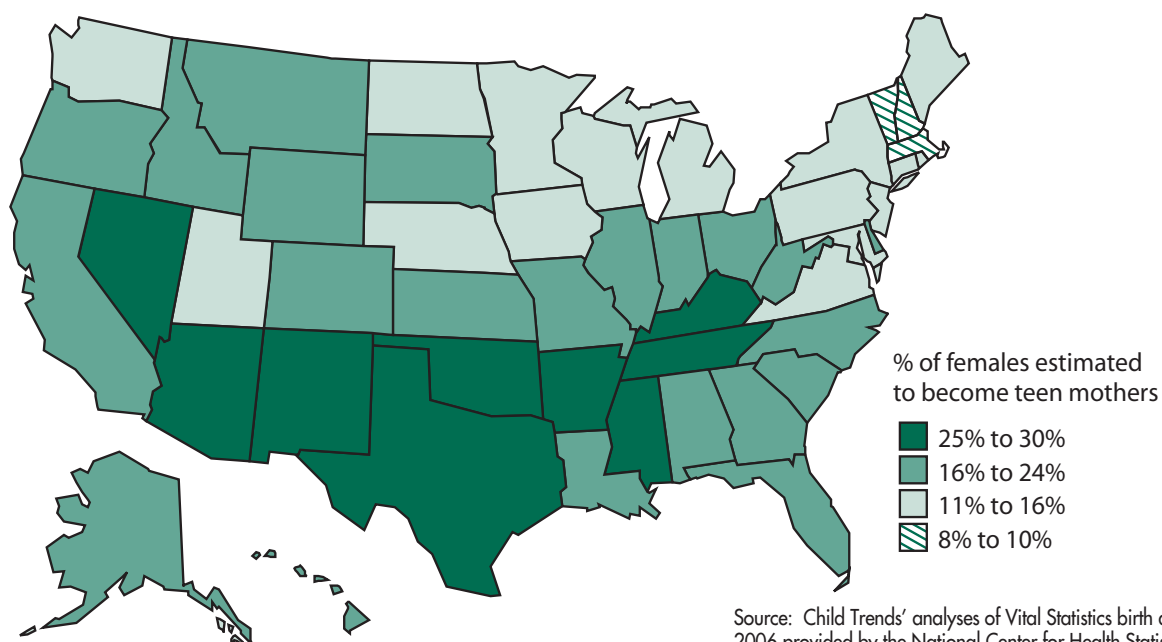 % of females estimated
to become teen mothers
25% to 30%
16% to 24%
11% to 16%
8% to 10%
Source: Child Trends’ analyses of Vital Statistics birth
2006 provided by the National Center for Health